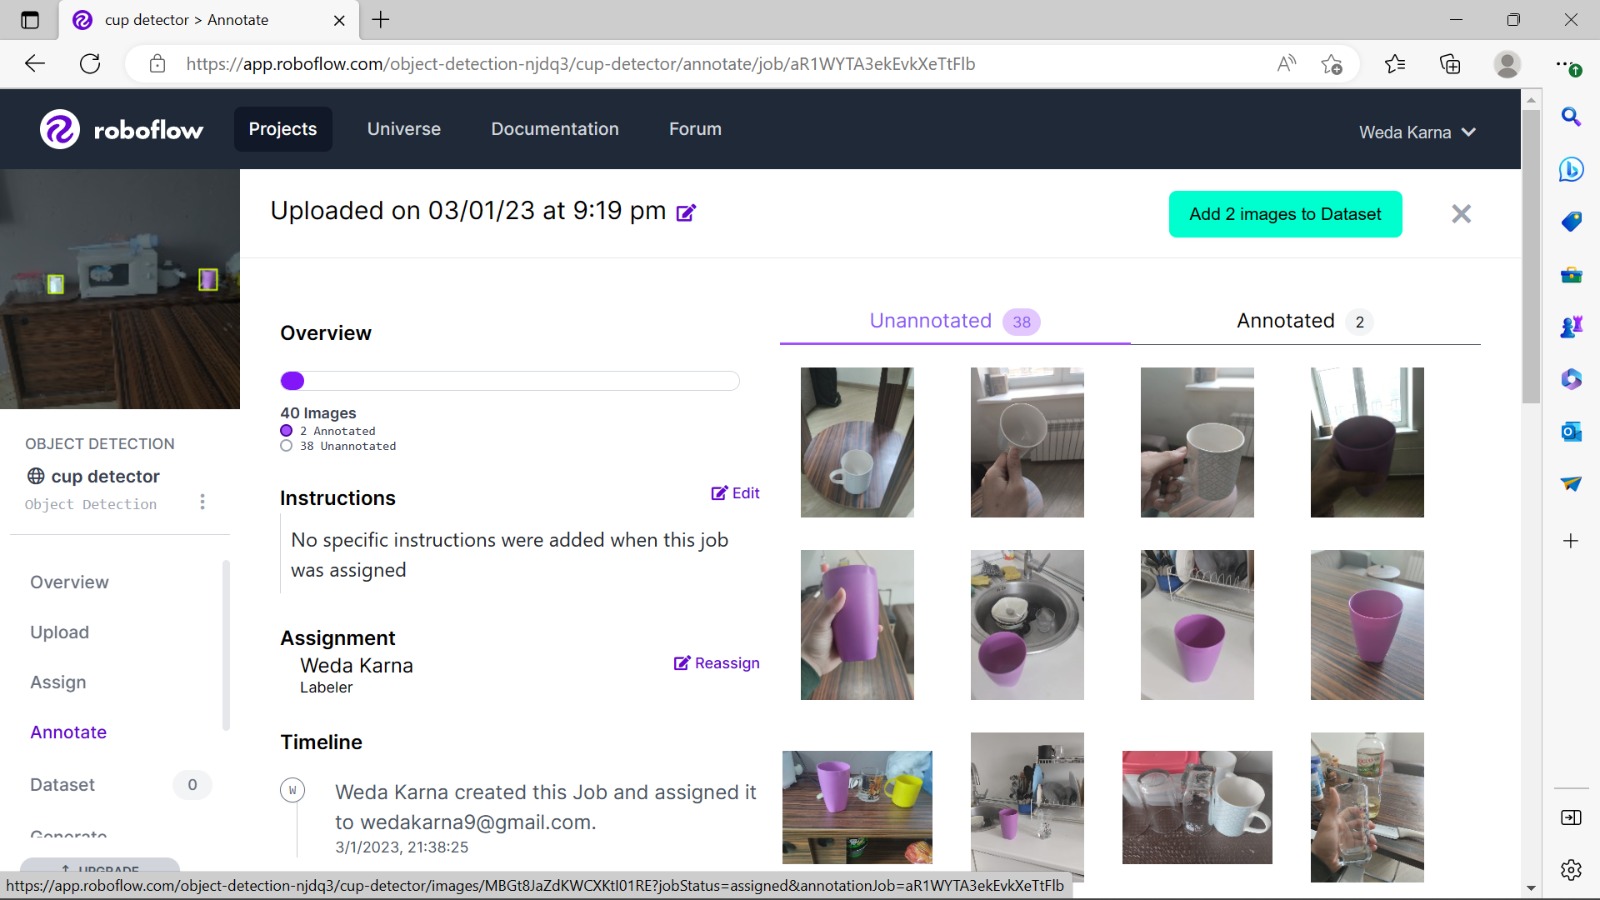 cup detector > Annotate
https://app.roboflow.com/object-detection-njdq3/cup-detector/annotate/job/aR1WYTA3ekEvkXeTtFlb
roboflow
Projects
Universe
Documentation
Forum
Weda Karna
Uploaded on 03/01/23 at 9:19 pm
Add 2 images to Dataset
OBJECT DETECTION
cup detector
Object Detection
Overview
Upload
Assign
Annotate
Dataset 0
Generate
UPGRADE
Overview
40 Images
2 Annotated
38 Unannotated
Instructions
Edit
No specific instructions were added when this job
was assigned
Assignment
Weda Karna
Labeler
Reassign
Timeline
W
Weda Karna created this Job and assigned it
to wedakarna9@gmail.com.
3/1/2023, 21:38:25
Unannotated 38
Annotated 2
https://app.roboflow.com/object-detection-njdq3/cup-detector/images/MBGt8JaZdKWCXKtI01RE?jobStatus=assigned&annotationJob=aR1WYTA3ekEvkXeTtFlb